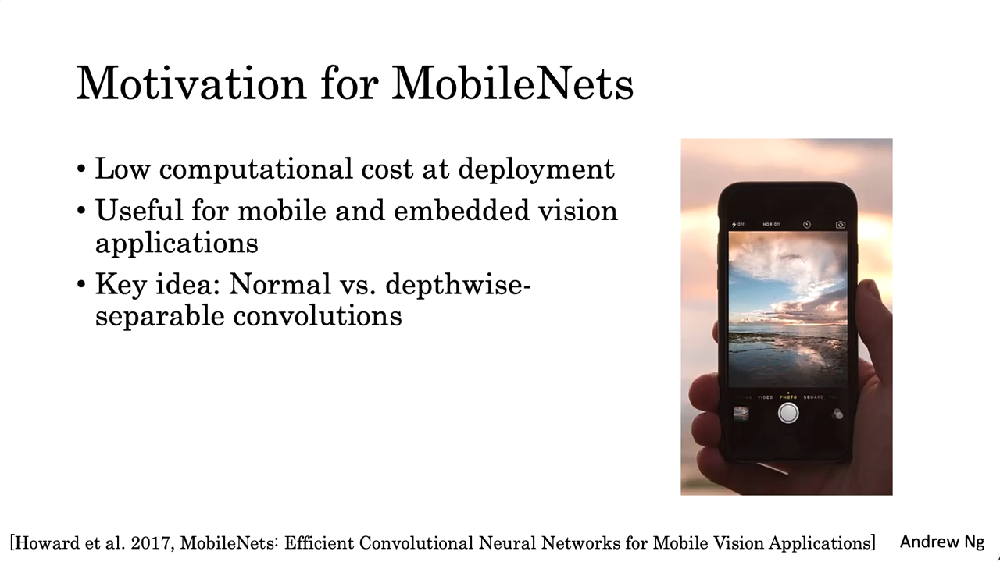 Motivation for MobileNets
• Low computational cost at deployment
• Useful for mobile and embedded vision
applications
• Key idea: Normal vs. depthwise-
separable convolutions
Off
HDR Off
VIDEO
PHOTO
SQUARE
[Howard et al. 2017, MobileNets: Efficient Convolutional Neural Networks for Mobile Vision Applications]
Andrew Ng